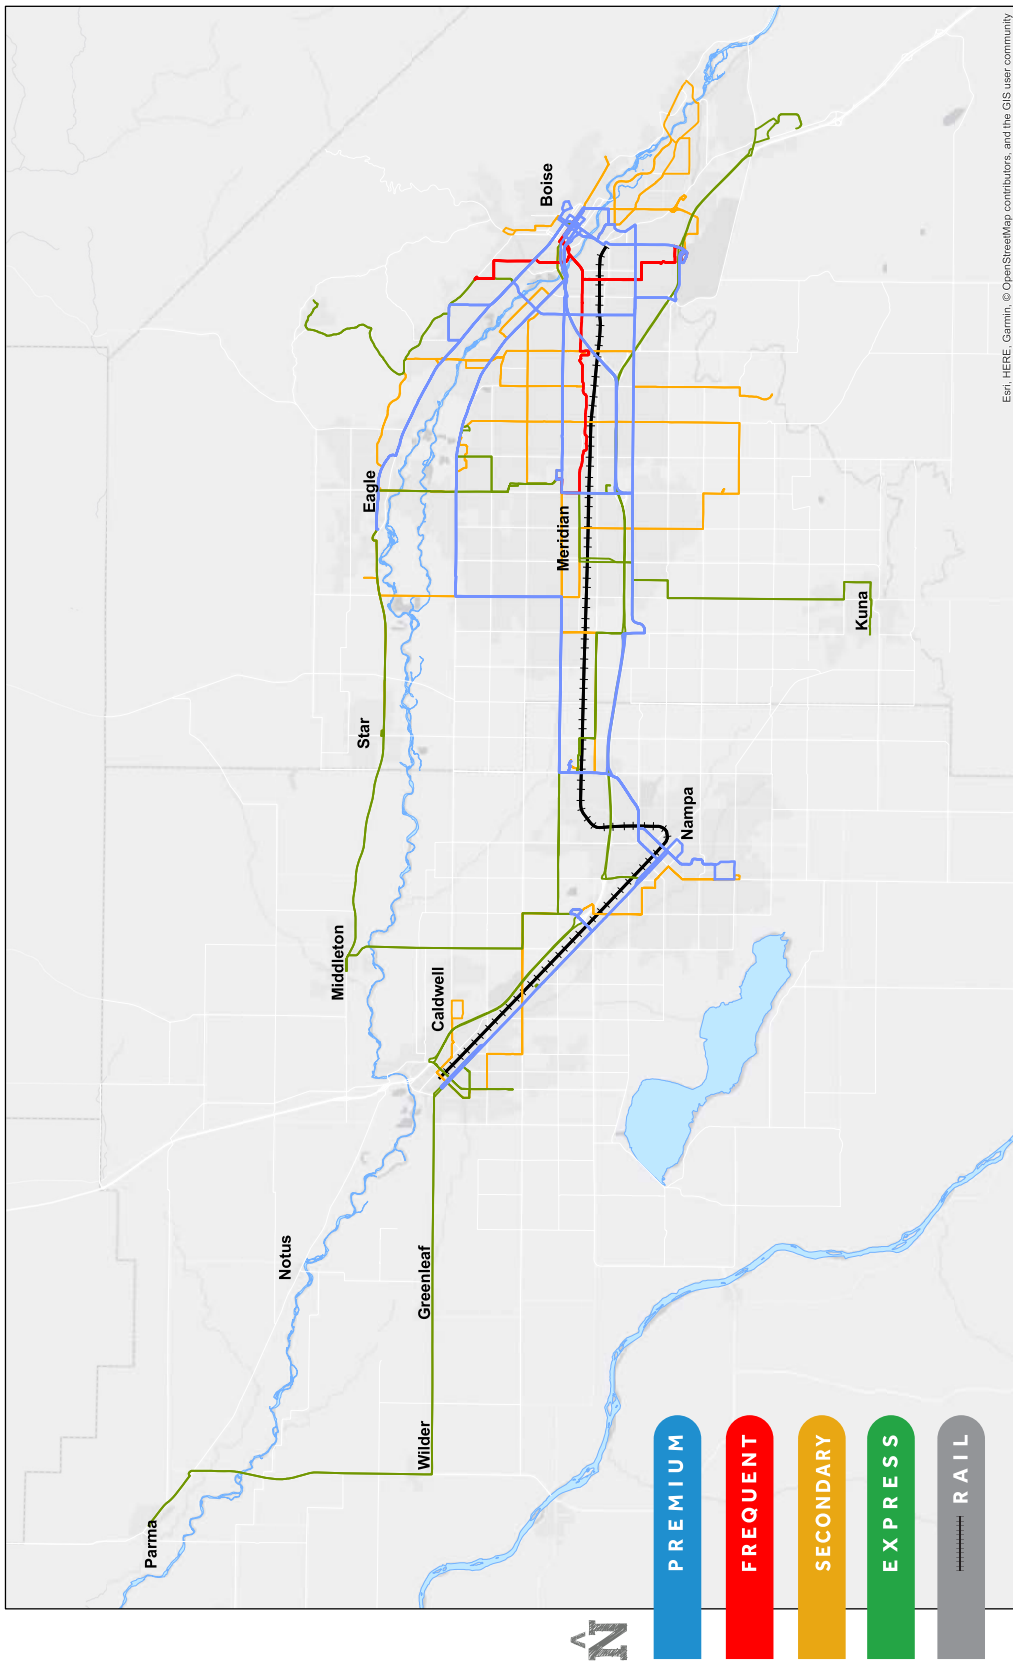 Parma
Notus
Wilder
Greenleaf
Middleton
Caldwell
Star
Eagle
Nampa
Meridian
Kuna
Boise
PREMIUM
FREQUENT
SECONDARY
EXPRESS
RAIL
N
Esri, HERE, Garmin, © OpenStreetMap contributors, and the GIS user community